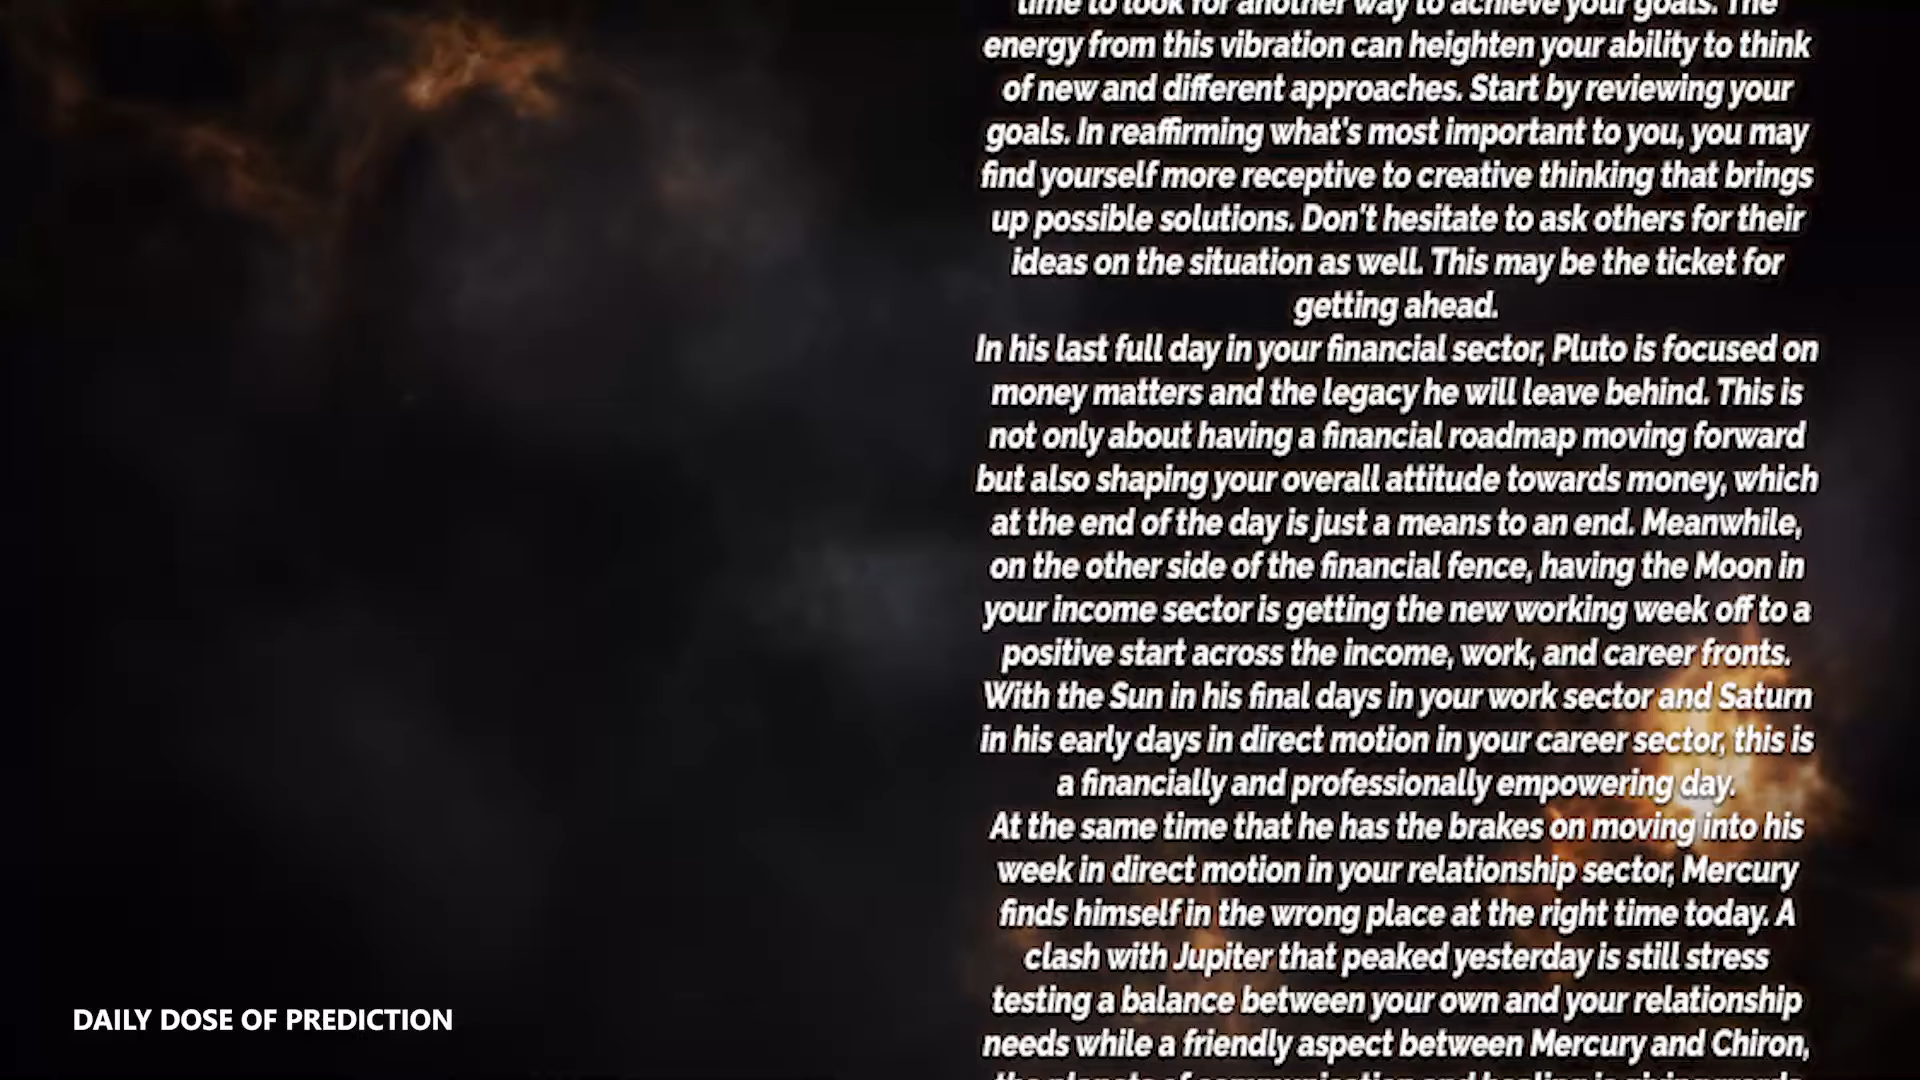 time to look for another way to achieve your goals. The
energy from this vibration can heighten your ability to think
of new and different approaches. Start by reviewing your
goals. In reaffirming what's most important to you, you may
find yourself more receptive to creative thinking that brings
up possible solutions. Don't hesitate to ask others for their
ideas on the situation as well. This may be the ticket for
getting ahead.
In his last full day in your financial sector, Pluto is focused on
money matters and the legacy he will leave behind. This is
not only about having a financial roadmap moving forward
but also shaping your overall attitude towards money, which
at the end of the day is just a means to an end. Meanwhile,
on the other side of the financial fence, having the Moon in
your income sector is getting the new working week off to a
positive start across the income, work, and career fronts.
With the Sun in his final days in your work sector and Saturn
in his early days in direct motion in your career sector, this is
a financially and professionally empowering day.
At the same time that he has the brakes on moving into his
week in direct motion in your relationship sector, Mercury
finds himself in the wrong place at the right time today. A
clash with Jupiter that peaked yesterday is still stress
testing a balance between your own and your relationship
needs while a friendly aspect between Mercury and Chiron,
DAILY DOSE OF PREDICTION